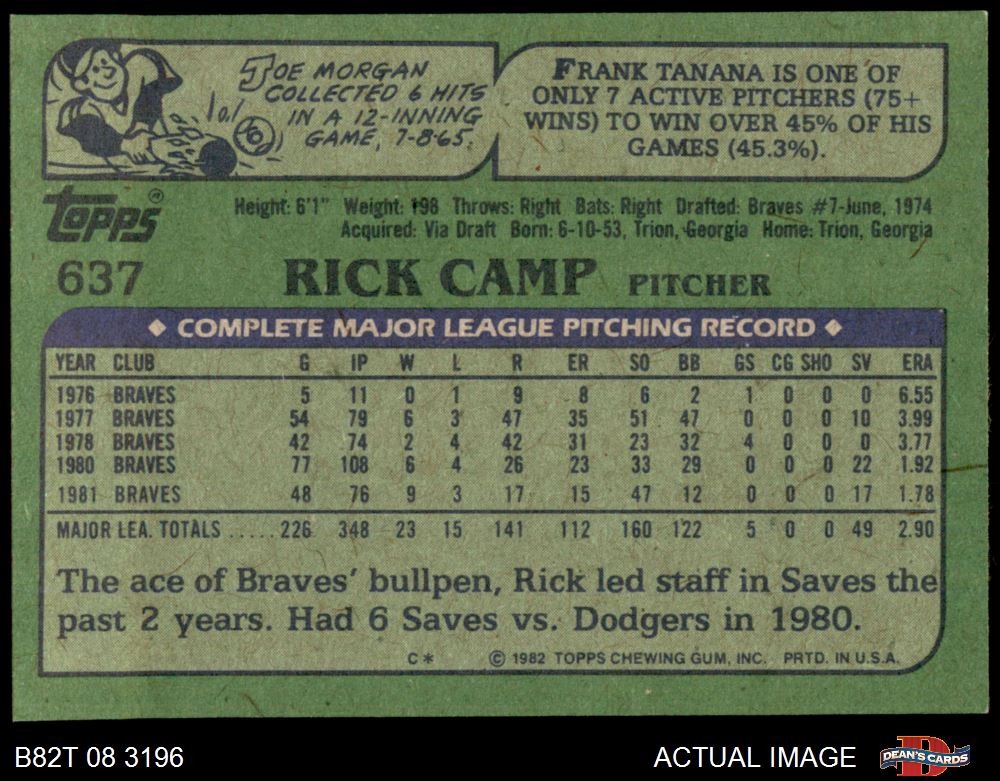 JOE MORGAN
COLLECTED 6 HITS
IN A 12-INNING
GAME, 7-8-65.
FRANK TANANA IS ONE OF
ONLY 7 ACTIVE PITCHERS (75+
WINS) TO WIN OVER 45% OF HIS
GAMES (45.3%).
TOPPS®
Height: 6'1" Weight: 198 Throws: Right Bats: Right Drafted: Braves #7-June, 1974
Acquired: Via Draft Born: 6-10-53, Trion, Georgia Home: Trion, Georgia
637 RICK CAMP PITCHER
◆ COMPLETE MAJOR LEAGUE PITCHING RECORD ◆
YEAR CLUB G IP W L R ER SO BB GS CG SHO SV ERA
1976 BRAVES 5 11 0 1 9 8 6 2 1 0 0 0 6.55
1977 BRAVES 54 79 6 3 47 35 51 47 0 0 0 10 3.99
1978 BRAVES 42 74 2 4 42 31 23 32 4 0 0 0 3.77
1980 BRAVES 77 108 6 4 26 23 33 29 0 0 0 22 1.92
1981 BRAVES 48 76 9 3 17 15 47 12 0 0 0 17 1.78
MAJOR LEA. TOTALS ..... 226 348 23 15 141 112 160 122 5 0 0 49 2.90
The ace of Braves' bullpen, Rick led staff in Saves the
past 2 years. Had 6 Saves vs. Dodgers in 1980.
C* © 1982 TOPPS CHEWING GUM, INC. PRTD. IN U.S.A.
B82T 08 3196 ACTUAL IMAGE DEAN'S CARDS